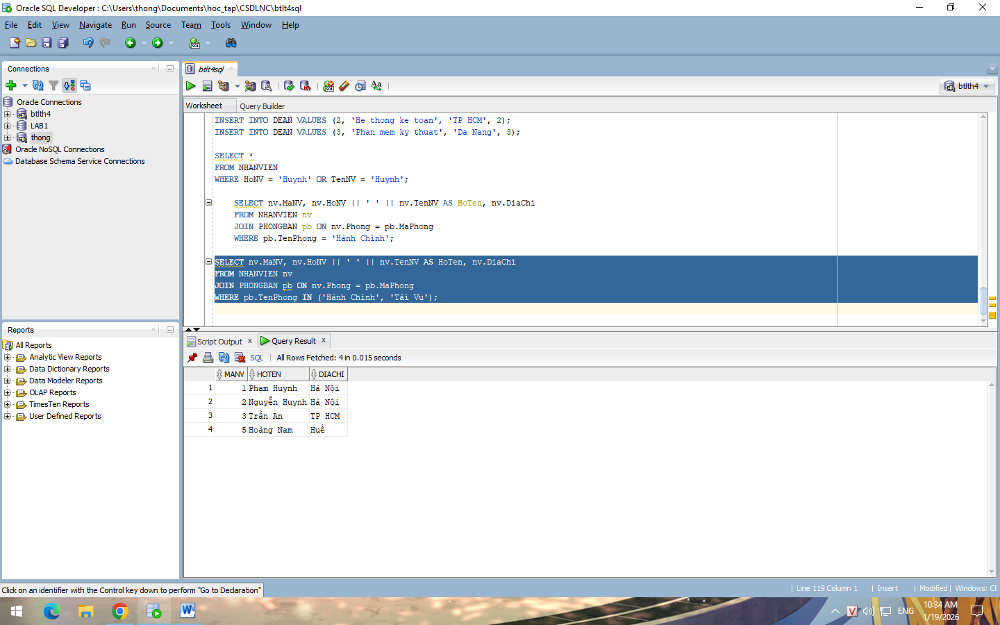 Oracle SQL Developer : C:\Users\thong\Documents\hoc_tap\CSDLNC\btlt4sql
File Edit View Navigate Run Source Team Tools Window Help
Connections
Oracle Connections
btlth4
LAB1
thong
Oracle NoSQL Connections
Database Schema Service Connections
Reports
All Reports
Analytic View Reports
Data Dictionary Reports
Data Modeler Reports
OLAP Reports
TimesTen Reports
User Defined Reports
btlt4sql
btlth4
Worksheet Query Builder
INSERT INTO DEAN VALUES (2, 'He thong ke toan', 'TP HCM', 2);
INSERT INTO DEAN VALUES (3, 'Phan mem ky thuat', 'Da Nang', 3);
SELECT *
FROM NHANVIEN
WHERE HoNV = 'Huynh' OR TenNV = 'Huynh';
SELECT nv.MaNV, nv.HoNV || ' ' || nv.TenNV AS HoTen, nv.DiaChi
FROM NHANVIEN nv
JOIN PHONGBAN pb ON nv.Phong = pb.MaPhong
WHERE pb.TenPhong = 'Hành Chính';
SELECT nv.MaNV, nv.HoNV || ' ' || nv.TenNV AS HoTen, nv.DiaChi
FROM NHANVIEN nv
JOIN PHONGBAN pb ON nv.Phong = pb.MaPhong
WHERE pb.TenPhong IN ('Hành Chính', 'Tài Vụ');
Script Output x Query Result x
SQL | All Rows Fetched: 4 in 0.015 seconds
MANV HOTEN DIACHI
1 1 Phạm Huynh Hà Nội
2 2 Nguyễn Huynh Hà Nội
3 3 Trần An TP HCM
4 5 Hoàng Nam Huế
Click on an identifier with the Control key down to perform "Go to Declaration"
| Line 119 Column 1 | Insert | Modified | Windows: CF
ENG
10:34 AM
1/19/2026